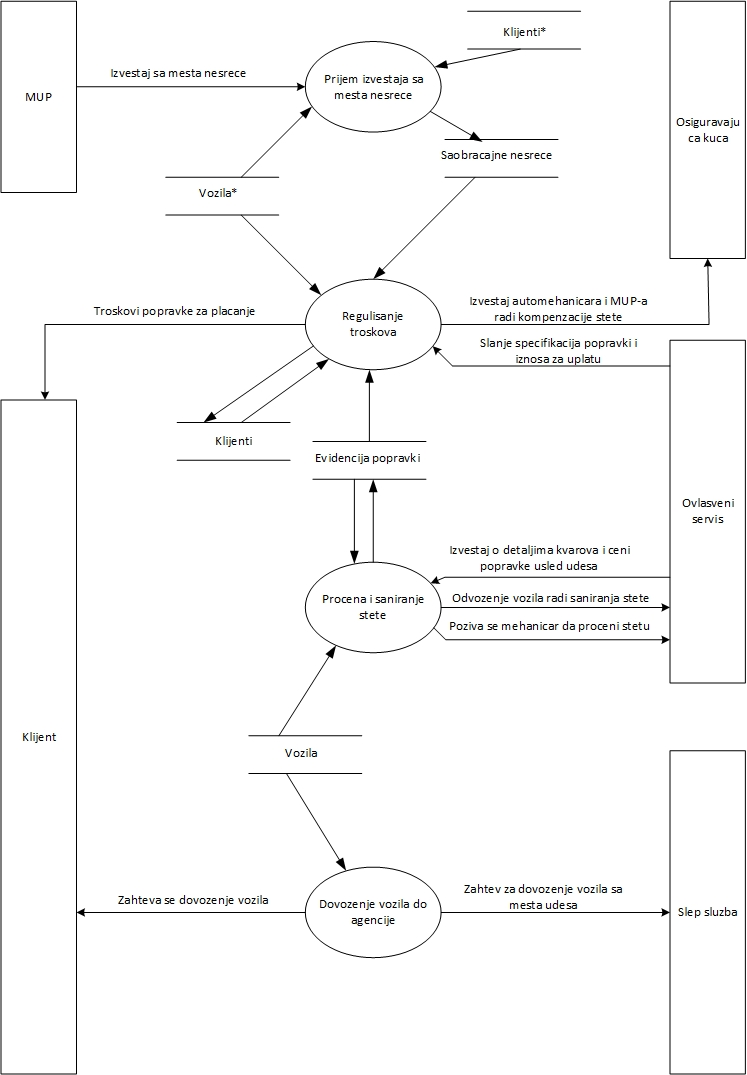 Klijenti*
Izvestaj sa mesta nesrece
Prijem izvestaja sa
mesta nesrece
MUP
Osiguravaju
ca kuca
Saobracajne nesrece
Vozila*
Troskovi popravke za placanje
Regulisanje
troskova
Izvestaj automehanicara i MUP-a
radi kompenzacije stete
Slanje specifikacija popravki i
iznosa za uplatu
Klijenti
Evidencija popravki
Ovlasveni
servis
Izvestaj o detaljima kvarova i ceni
popravke usled udesa
Procena i saniranje
stete
Odvozenje vozila radi saniranja stete
Poziva se mehanicar da proceni stetu
Klijent
Vozila
Zahteva se dovozenje vozila
Dovozenje vozila do
agencije
Zahtev za dovozenje vozila sa
mesta udesa
Slep sluzba